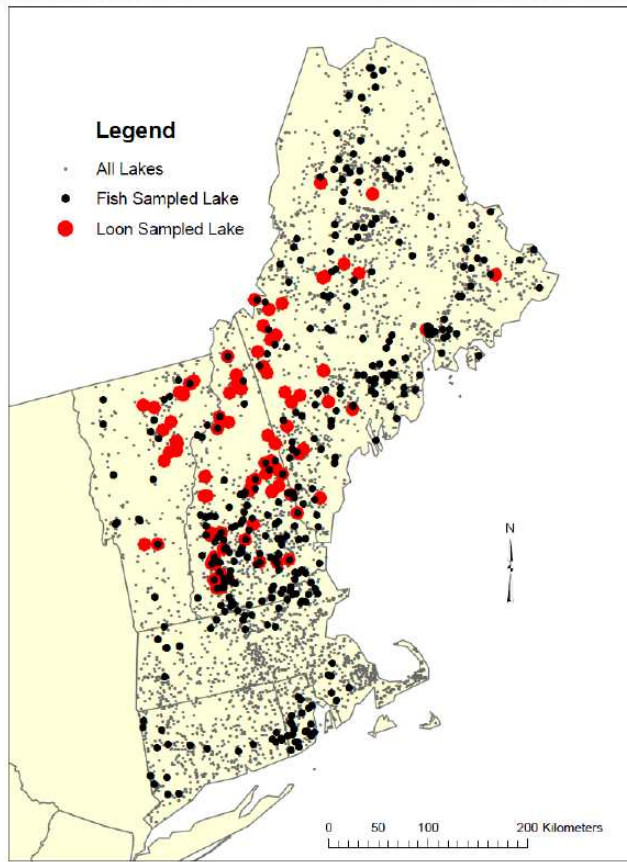 Legend
All Lakes
Fish Sampled Lake
Loon Sampled Lake
N
0 50 100 200 Kilometers